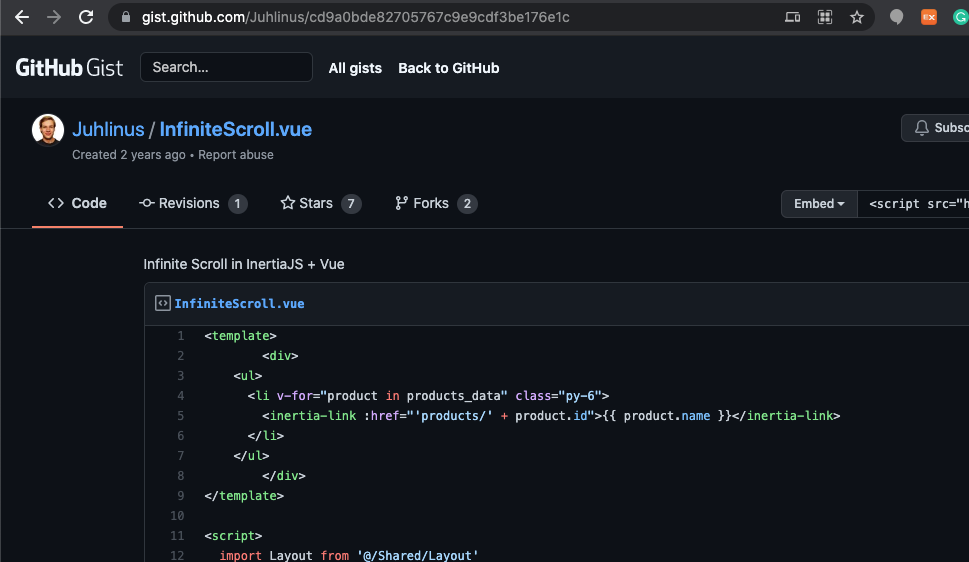 gist.github.com/Juhlinus/cd9a0bde82705767c9e9cdf3be176e1c
EX
G
GitHub Gist
Search...
All gists
Back to GitHub
Juhlinus / InfiniteScroll.vue
Subsc
Created 2 years ago • Report abuse
<> Code
Revisions 1
Stars 7
Forks 2
Embed
<script src="h
Infinite Scroll in InertiaJS + Vue
InfiniteScroll.vue
1 <template>
2 <div>
3 <ul>
4 <li v-for="product in products_data" class="py-6">
5 <inertia-link :href="'products/' + product.id">{{ product.name }}</inertia-link>
6 </li>
7 </ul>
8 </div>
9 </template>
10
11 <script>
12 import Layout from '@/Shared/Layout'